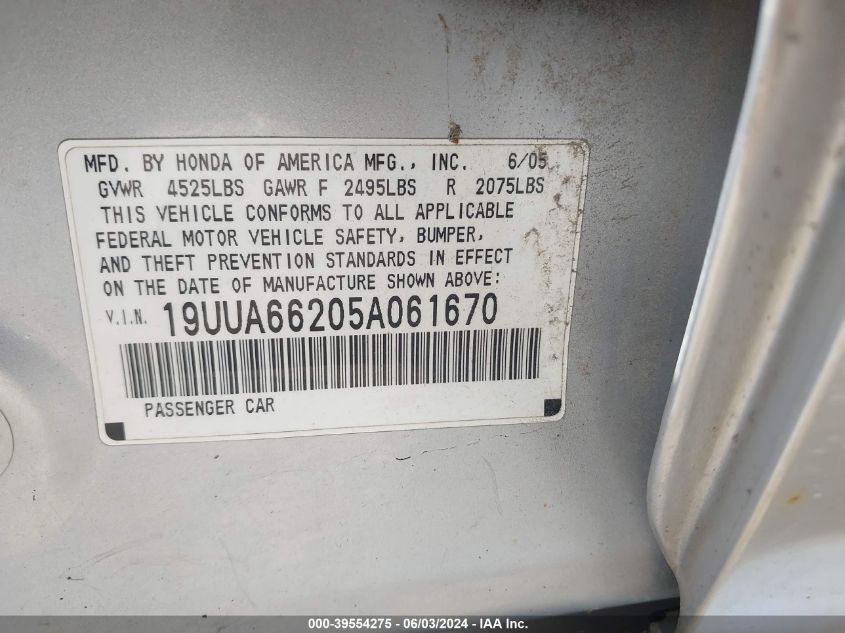 MFD. BY HONDA OF AMERICA MFG., INC. 6/05
GVWR 4525LBS GAWR F 2495LBS R 2075LBS
THIS VEHICLE CONFORMS TO ALL APPLICABLE
FEDERAL MOTOR VEHICLE SAFETY, BUMPER,
AND THEFT PREVENTION STANDARDS IN EFFECT
ON THE DATE OF MANUFACTURE SHOWN ABOVE:
V.I.N. 19UUA66205A061670
PASSENGER CAR
000-39554275 - 06/03/2024 - IAA Inc.